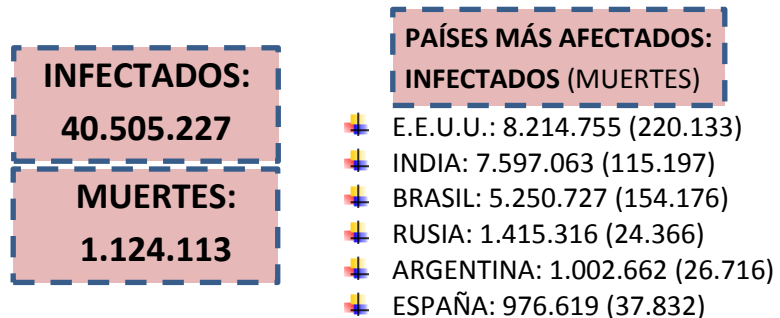 INFECTADOS:
40.505.227
MUERTES:
1.124.113
PAÍSES MÁS AFECTADOS:
INFECTADOS (MUERTES)
E.E.U.U.: 8.214.755 (220.133)
INDIA: 7.597.063 (115.197)
BRASIL: 5.250.727 (154.176)
RUSIA: 1.415.316 (24.366)
ARGENTINA: 1.002.662 (26.716)
ESPAÑA: 976.619 (37.832)